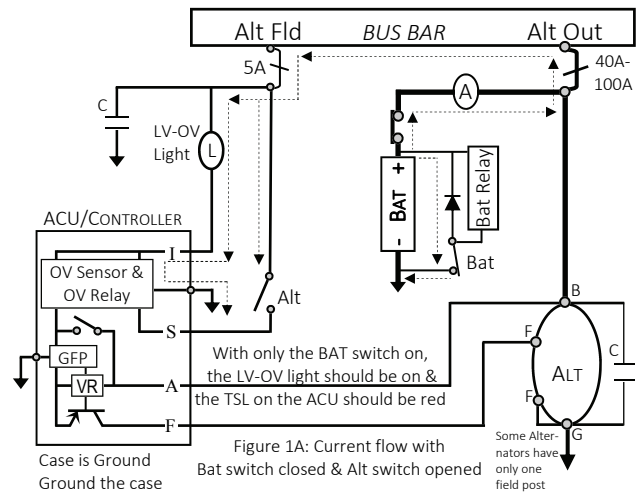 Alt Fld
BUS BAR
Alt Out
5A
40A-
100A
C
LV-OV
Light
L
A
+
BAT
-
Bat Relay
Bat
ACU/CONTROLLER
I
OV Sensor &
OV Relay
Alt
S
B
GFP
VR
A
F
With only the BAT switch on,
the LV-OV light should be on &
the TSL on the ACU should be red
F
ALT
C
F
G
F
Case is Ground
Ground the case
Figure 1A: Current flow with
Bat switch closed & Alt switch opened
Some Alter-
nators have
only one
field post